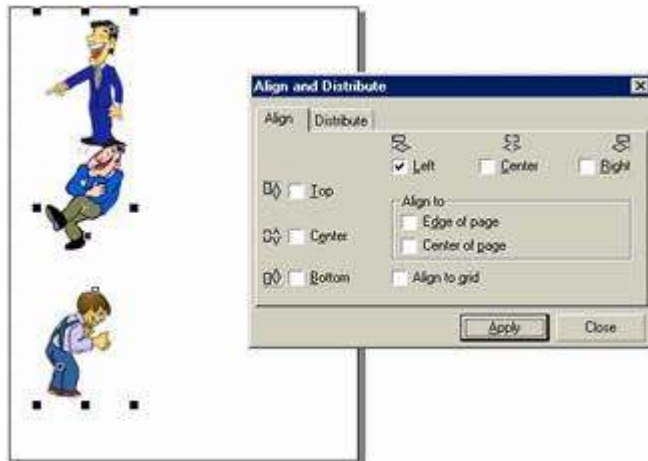 Align and Distribute
Align Distribute
Left Center Right
Top
Align to
Edge of page
Center
Center of page
Bottom Align to grid
Apply Close